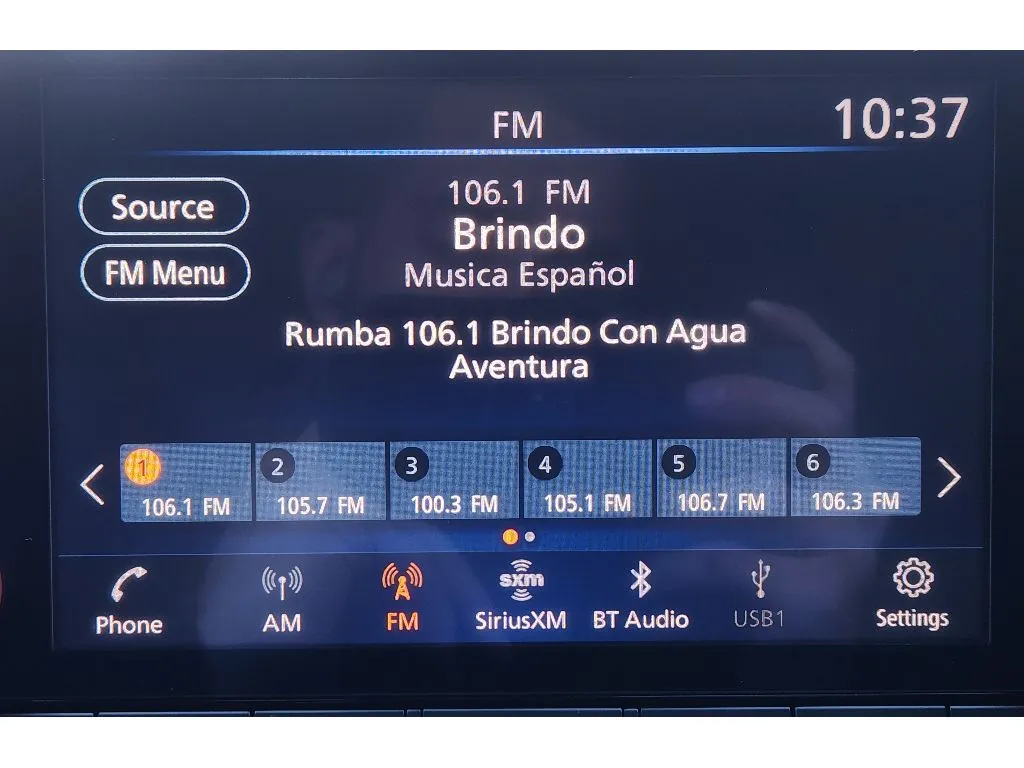 FM
10:37
Source
FM Menu
106.1 FM
Brindo
Musica Español
Rumba 106.1 Brindo Con Agua
Aventura
1
106.1 FM
2
105.7 FM
3
100.3 FM
4
105.1 FM
5
106.7 FM
6
106.3 FM
Phone
AM
FM
sxm
SiriusXM
BT Audio
USB1
Settings